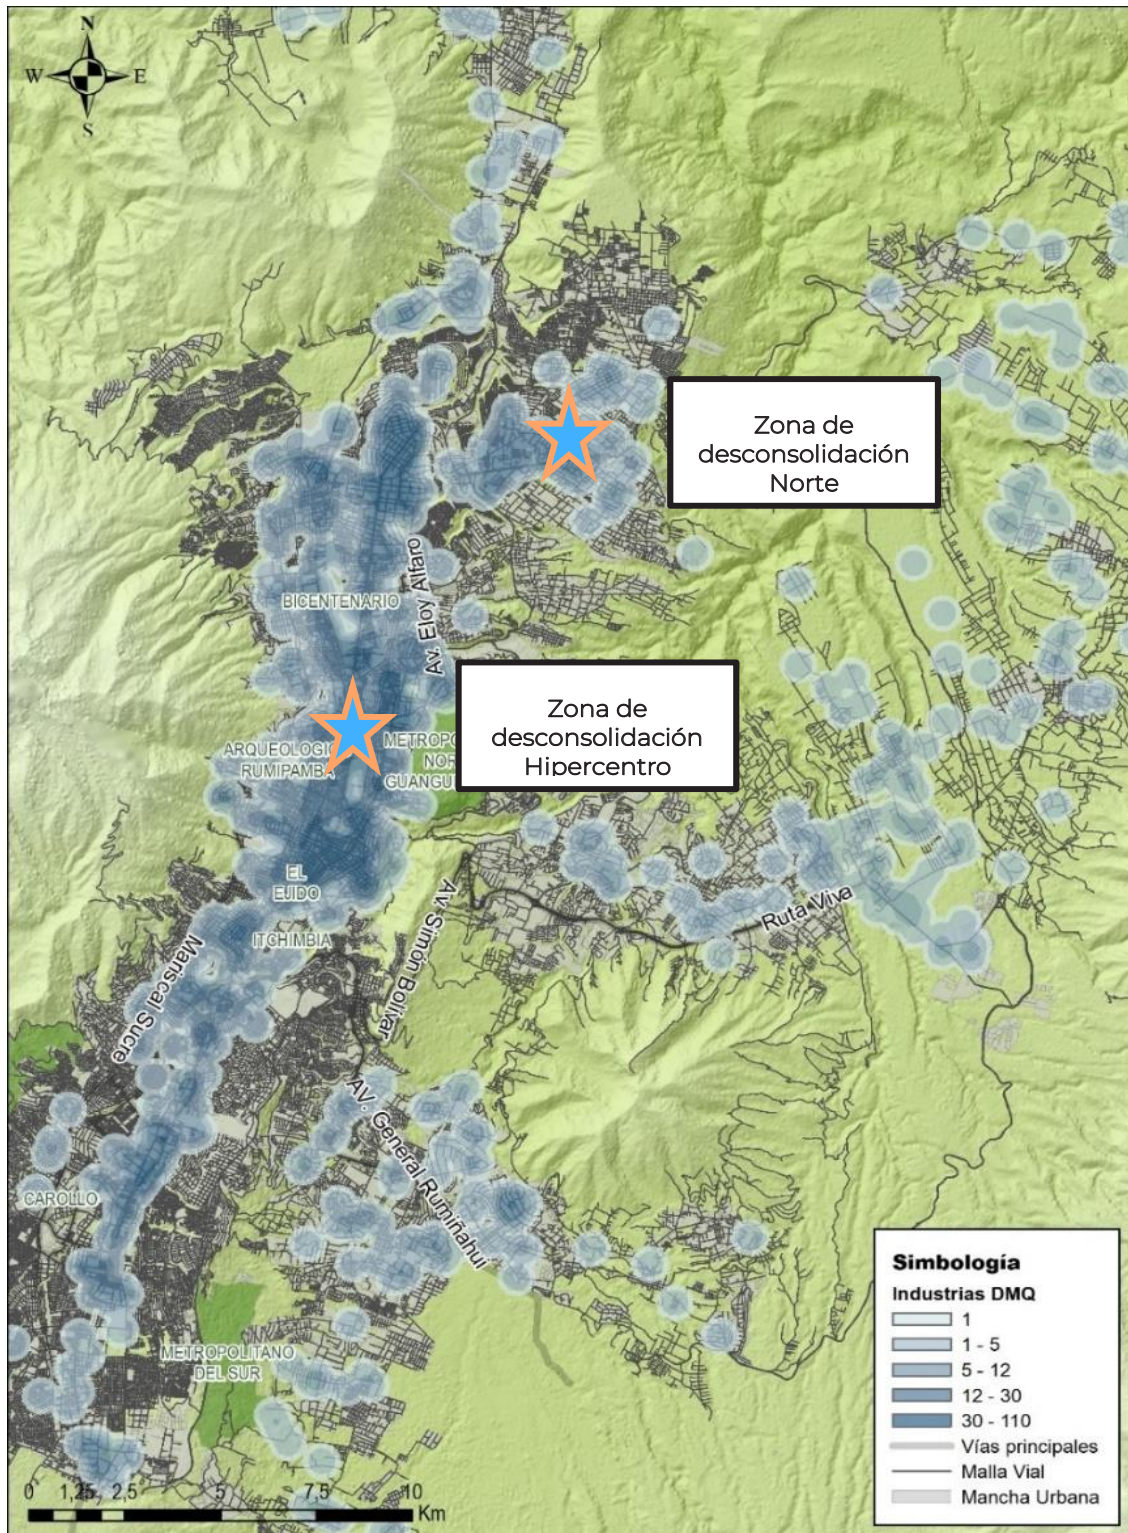 N
W
E
S
Zona de
desconsolidación
Norte
Av. Eloy Alfaro
BICENTENARIO
Zona de
desconsolidación
Hipercentro
ARQUEOLOGIC
RUMIPAMBA
METROPO
NOR
GUANGU
EL
EJIDO
ITCHIMBIA
Mariscal Sucre
Av. Simón Bolívar
Ruta Viva
AV. General Rumiñahui
CAROLLO
METROPOLITANO
DEL SUR
Simbología
Industrias DMQ
1
1 - 5
5 - 12
12 - 30
30 - 110
Vías principales
Malla Vial
Mancha Urbana
0 1,25 2,5 5 7,5 10
Km